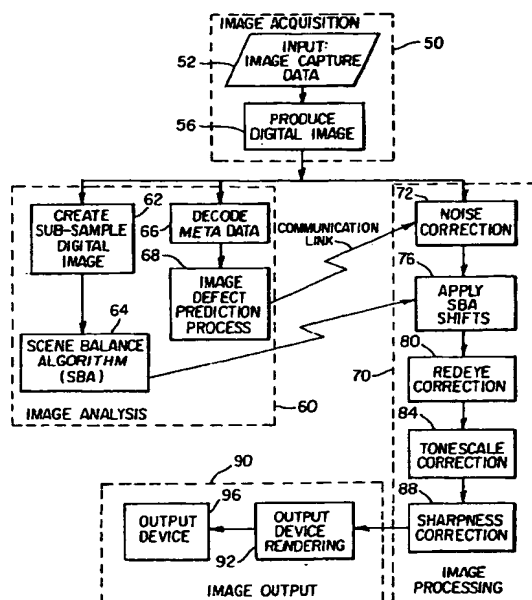 IMAGE ACQUISITION
50
52
INPUT:
IMAGE CAPTURE
DATA
56
PRODUCE
DIGITAL IMAGE
62
CREATE
SUB-SAMPLE
DIGITAL
IMAGE
66
DECODE
META DATA
68
IMAGE
DEFECT
PREDICTION
PROCESS
COMMUNICATION
LINK
64
SCENE BALANCE
ALGORITHM
(SBA)
IMAGE ANALYSIS
60
72
NOISE
CORRECTION
76
APPLY
SBA
SHIFTS
80
70
REDEYE
CORRECTION
84
TONESCALE
CORRECTION
88
SHARPNESS
CORRECTION
IMAGE
PROCESSING
90
96
OUTPUT
DEVICE
OUTPUT
DEVICE
RENDERING
92
IMAGE OUTPUT